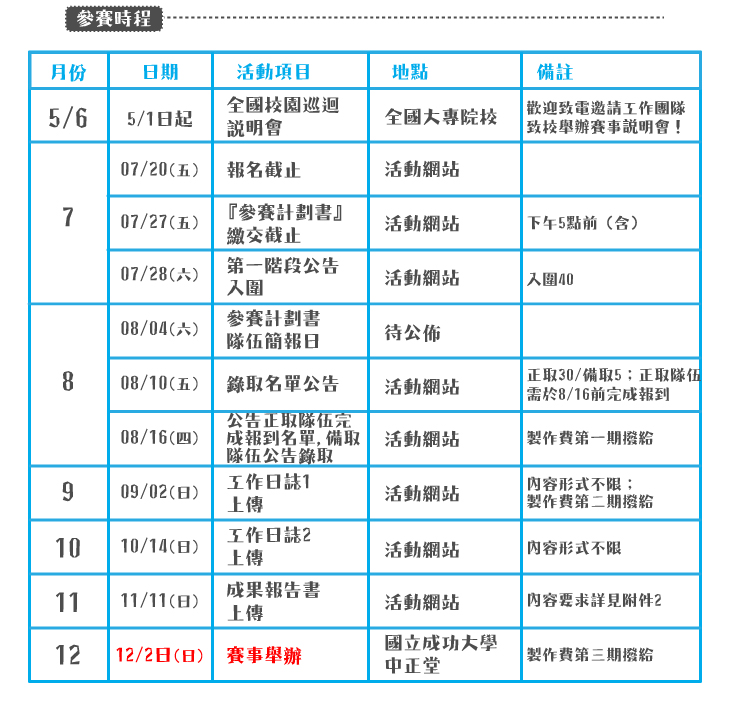 參賽時程
月份 日期 活動項目 地點 備註
5/6 5/1日起 全國校園巡迴 全國大專院校 歡迎致電邀請工作團隊
說明會 致校舉辦賽事說明會！
7 07/20(五) 報名截止 活動網站
07/27(五) 『參賽計劃書』 活動網站 下午5點前（含）
繳交截止
07/28(六) 第一階段公告 活動網站 入圍40
入圍
8 08/04(六) 參賽計劃書 待公佈
隊伍簡報日
08/10(五) 錄取名單公告 活動網站 正取30/備取5；正取隊伍
需於8/16前完成報到
08/16(四) 公告正取隊伍完 活動網站 製作費第一期撥給
成報到名單,備取
隊伍公告錄取
9 09/02(日) 工作日誌1 活動網站 內容形式不限；
上傳 製作費第二期撥給
10 10/14(日) 工作日誌2 活動網站 內容形式不限
上傳
11 11/11(日) 成果報告書 活動網站 內容要求詳見附件2
上傳
12 12/2日(日) 賽事舉辦 國立成功大學 製作費第三期撥給
中正堂